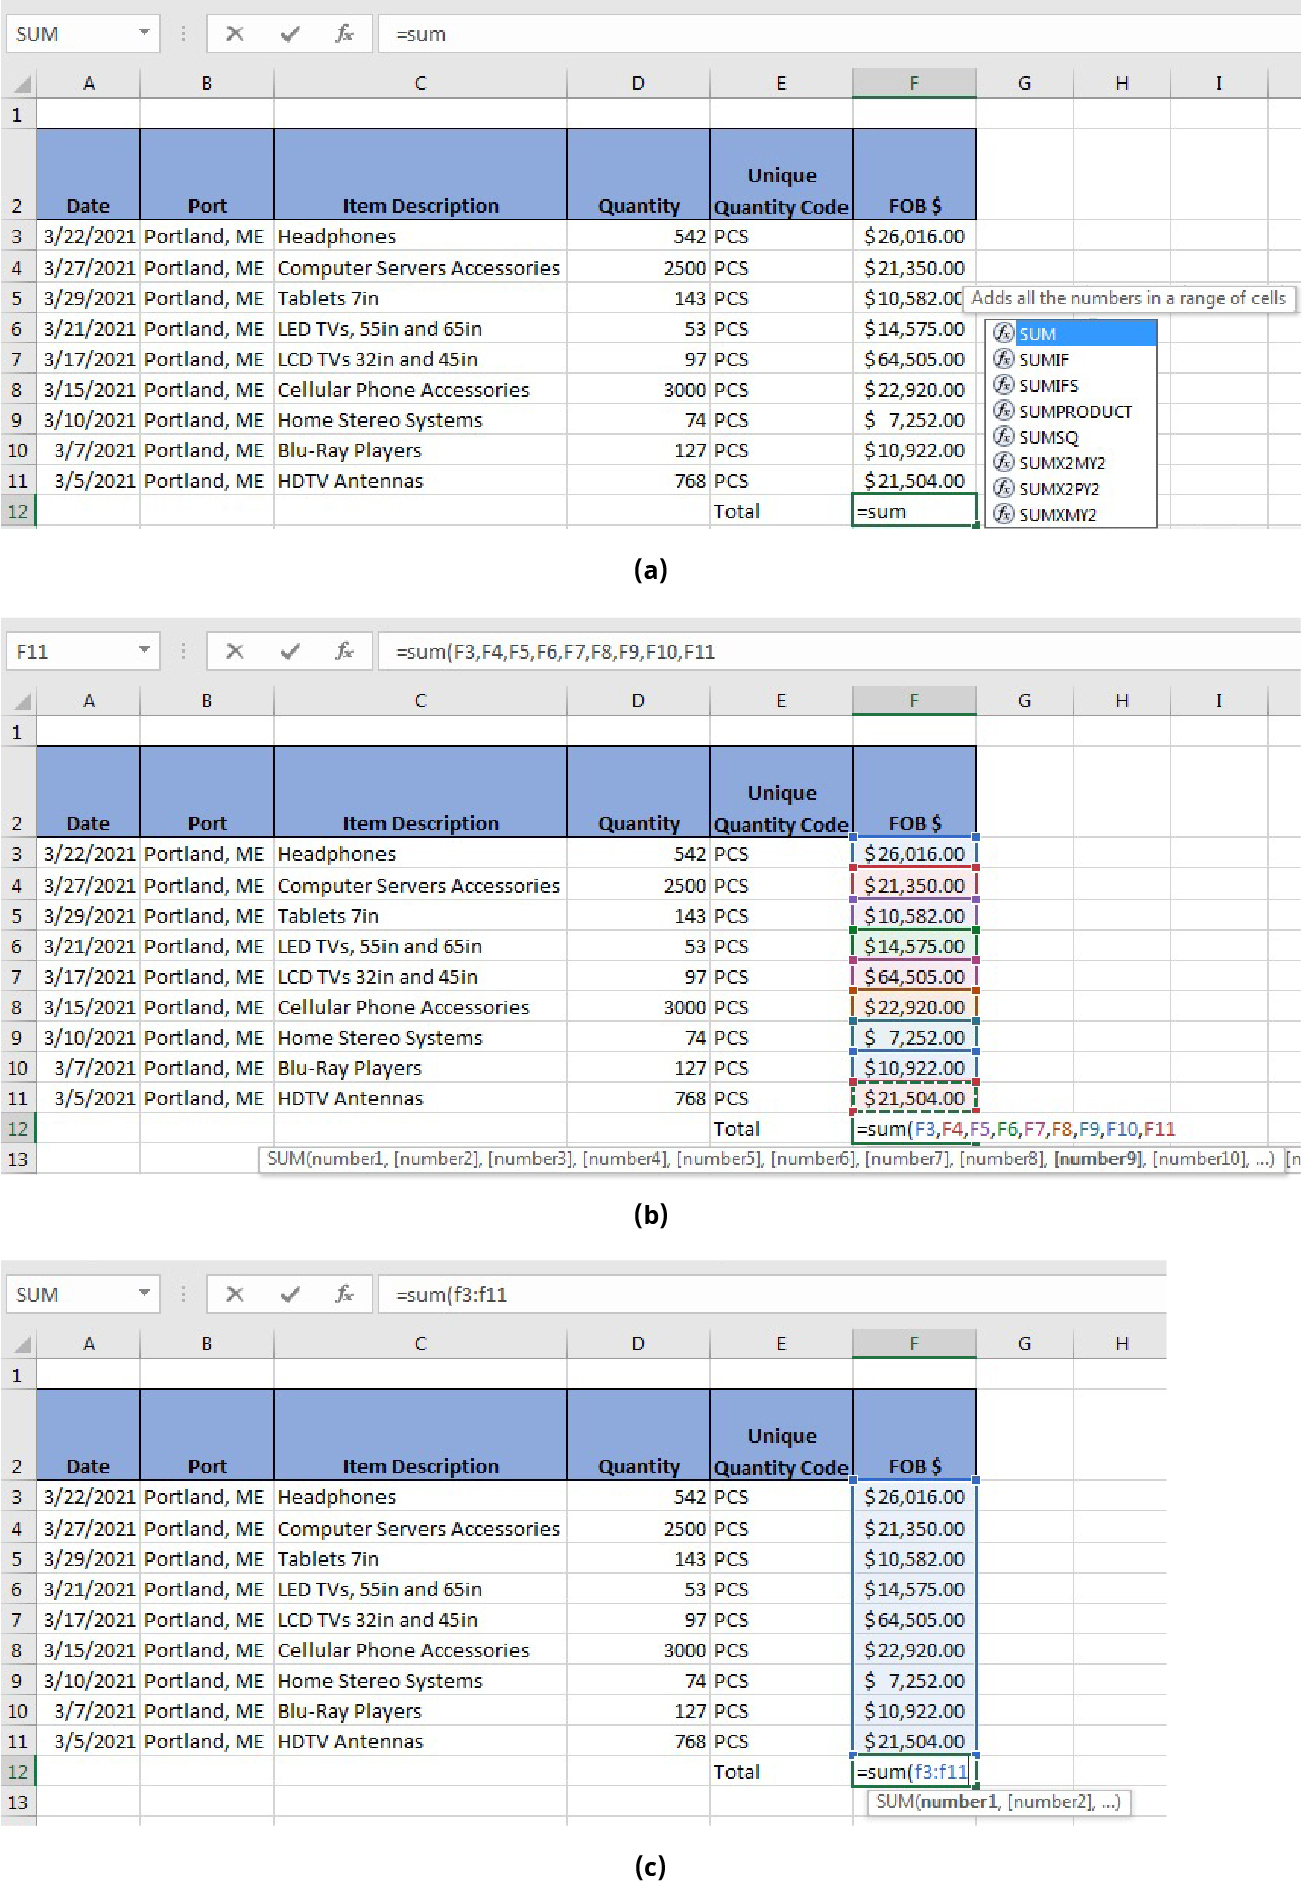 SUM =sum
A B C D E F G H I
1
Unique
2 Date Port Item Description Quantity Quantity Code FOB $
3 3/22/2021 Portland, ME Headphones 542 PCS $26,016.00
4 3/27/2021 Portland, ME Computer Servers Accessories 2500 PCS $21,350.00
5 3/29/2021 Portland, ME Tablets 7in 143 PCS $10,582.00 Adds all the numbers in a range of cells
6 3/21/2021 Portland, ME LED TVs, 55in and 65in 53 PCS $14,575.00 SUM
7 3/17/2021 Portland, ME LCD TVs 32in and 45in 97 PCS $64,505.00 SUMIF
SUMIFS
8 3/15/2021 Portland, ME Cellular Phone Accessories 3000 PCS $22,920.00
9 3/10/2021 Portland, ME Home Stereo Systems 74 PCS $ 7,252.00 SUMPRODUCT
SUMSQ
10 3/7/2021 Portland, ME Blu-Ray Players 127 PCS $10,922.00 SUMX2MY2
11 3/5/2021 Portland, ME HDTV Antennas 768 PCS $21,504.00 SUMX2PY2
12 Total =sum SUMXMY2
(a)
F11 fx =sum(F3,F4,F5,F6,F7,F8,F9,F10,F11
A B C D E F G H I
1
Unique
2 Date Port Item Description Quantity Quantity Code FOB $
3 3/22/2021 Portland, ME Headphones 542 PCS $26,016.00
4 3/27/2021 Portland, ME Computer Servers Accessories 2500 PCS $21,350.00
5 3/29/2021 Portland, ME Tablets 7in 143 PCS $10,582.00
6 3/21/2021 Portland, ME LED TVs, 55in and 65in 53 PCS $14,575.00
7 3/17/2021 Portland, ME LCD TVs 32in and 45in 97 PCS $64,505.00
8 3/15/2021 Portland, ME Cellular Phone Accessories 3000 PCS $22,920.00
9 3/10/2021 Portland, ME Home Stereo Systems 74 PCS $ 7,252.00
10 3/7/2021 Portland, ME Blu-Ray Players 127 PCS $10,922.00
11 3/5/2021 Portland, ME HDTV Antennas 768 PCS $21,504.00
12 Total =sum(F3,F4,F5,F6,F7,F8,F9,F10,F11
13 SUM(number1, [number2], [number3], [number4], [number5], [number6], [number7], [number8], [number9], [number10], ...) [n
(b)
SUM fx =sum(f3:f11
A B C D E F G H
1
Unique
2 Date Port Item Description Quantity Quantity Code FOB $
3 3/22/2021 Portland, ME Headphones 542 PCS $26,016.00
4 3/27/2021 Portland, ME Computer Servers Accessories 2500 PCS $21,350.00
5 3/29/2021 Portland, ME Tablets 7in 143 PCS $10,582.00
6 3/21/2021 Portland, ME LED TVs, 55in and 65in 53 PCS $14,575.00
7 3/17/2021 Portland, ME LCD TVs 32in and 45in 97 PCS $64,505.00
8 3/15/2021 Portland, ME Cellular Phone Accessories 3000 PCS $22,920.00
9 3/10/2021 Portland, ME Home Stereo Systems 74 PCS $ 7,252.00
10 3/7/2021 Portland, ME Blu-Ray Players 127 PCS $10,922.00
11 3/5/2021 Portland, ME HDTV Antennas 768 PCS $21,504.00
12 Total =sum(f3:f11
13 SUM(number1, [number2], ...)
(c)